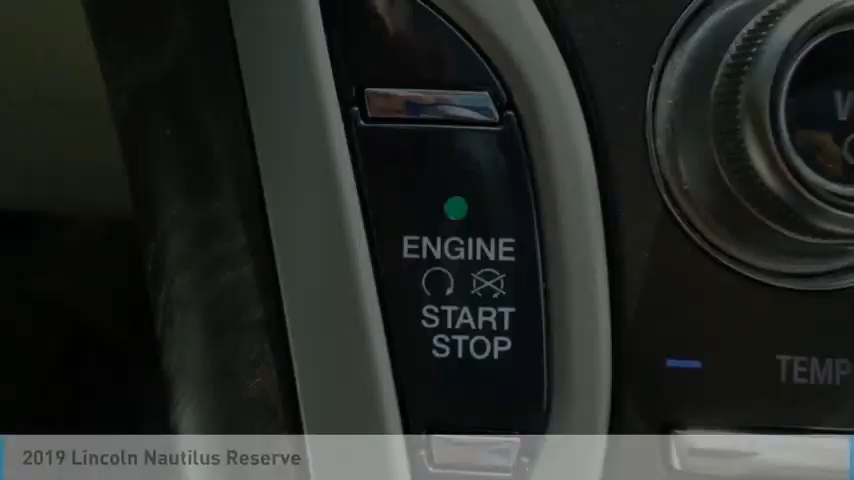 ENGINE
START
STOP
TEMP
2019 Lincoln Nautilus Reserve